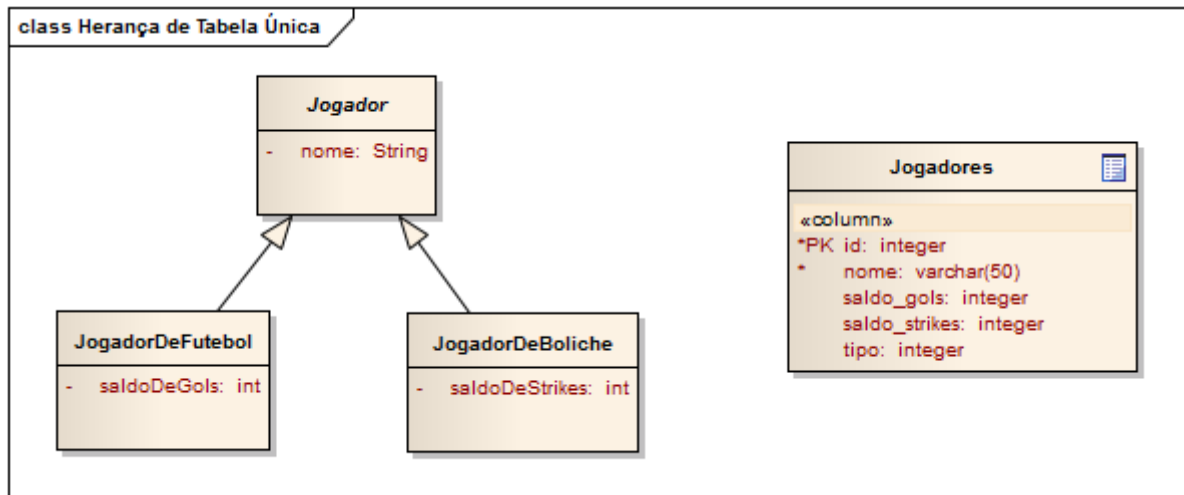 class Herança de Tabela Única
Jogador
- nome: String
JogadorDeFutebol
- saldoDeGols: int
JogadorDeBoliche
- saldoDeStrikes: int
Jogadores
«column»
*PK id: integer
* nome: varchar(50)
saldo_gols: integer
saldo_strikes: integer
tipo: integer